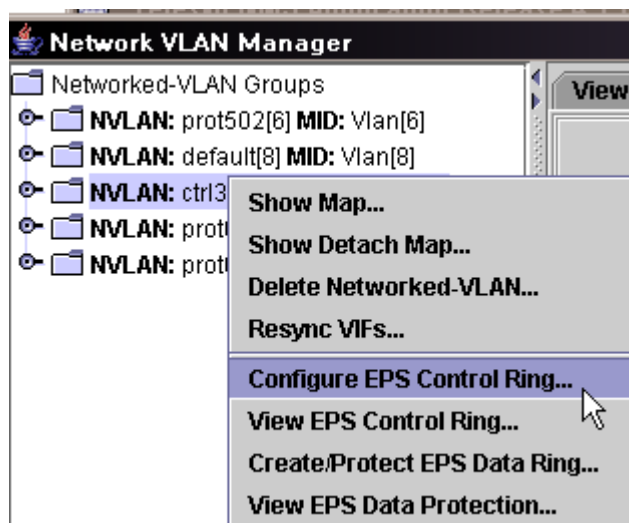 Network VLAN Manager
Networked-VLAN Groups
View
NVLAN: prot502[6] MID: Vlan[6]
NVLAN: default[8] MID: Vlan[8]
NVLAN: ctrl3
NVLAN: prot
NVLAN: prot
Show Map...
Show Detach Map...
Delete Networked-VLAN...
Resync VIFs...
Configure EPS Control Ring...
View EPS Control Ring...
Create/Protect EPS Data Ring...
View EPS Data Protection...